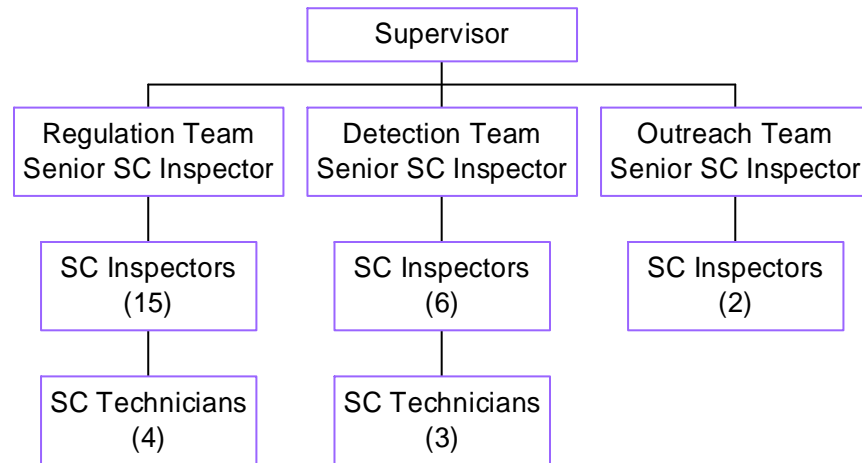 Supervisor
Regulation Team
Senior SC Inspector
Detection Team
Senior SC Inspector
Outreach Team
Senior SC Inspector
SC Inspectors
(15)
SC Inspectors
(6)
SC Inspectors
(2)
SC Technicians
(4)
SC Technicians
(3)